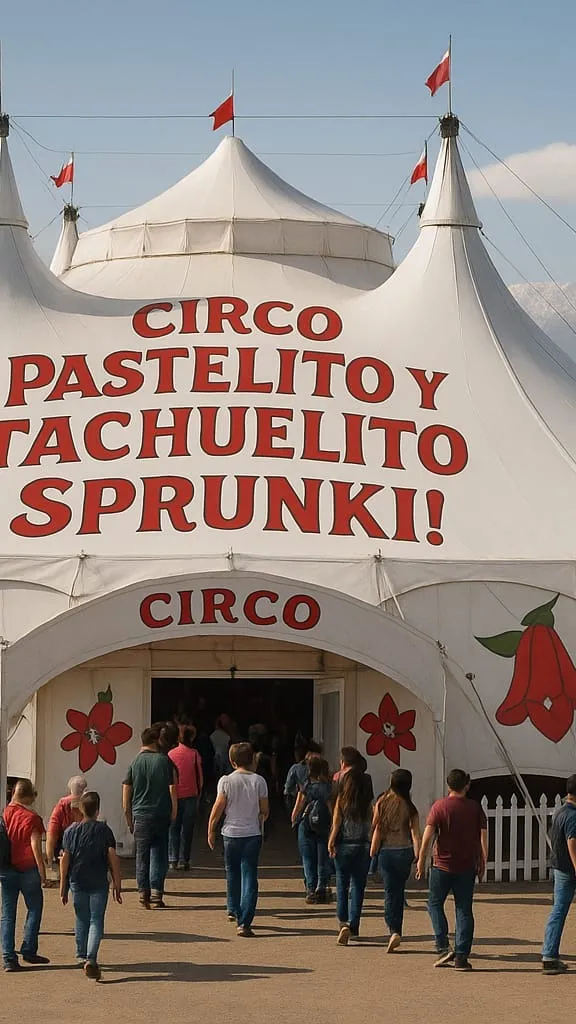 CIRCO
PASTELITO Y
TACHUELITO
SPRUNKI!
CIRCO